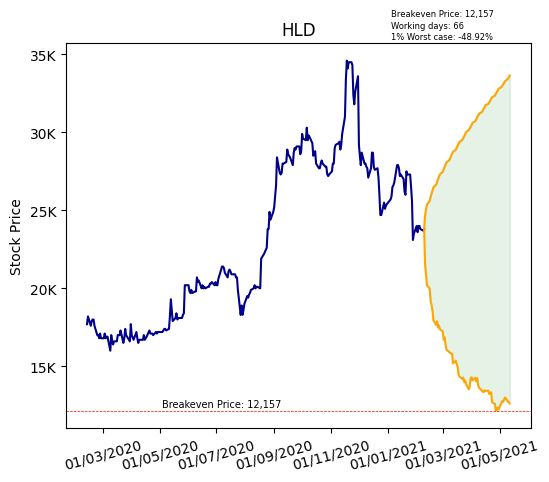 Breakeven Price: 12,157
Working days: 66
1% Worst case: -48.92%
HLD
35K
30K
25K
20K
15K
Stock Price
Breakeven Price: 12,157
01/03/2020
01/05/2020
01/07/2020
01/09/2020
01/11/2020
01/01/2021
01/03/2021
01/05/2021